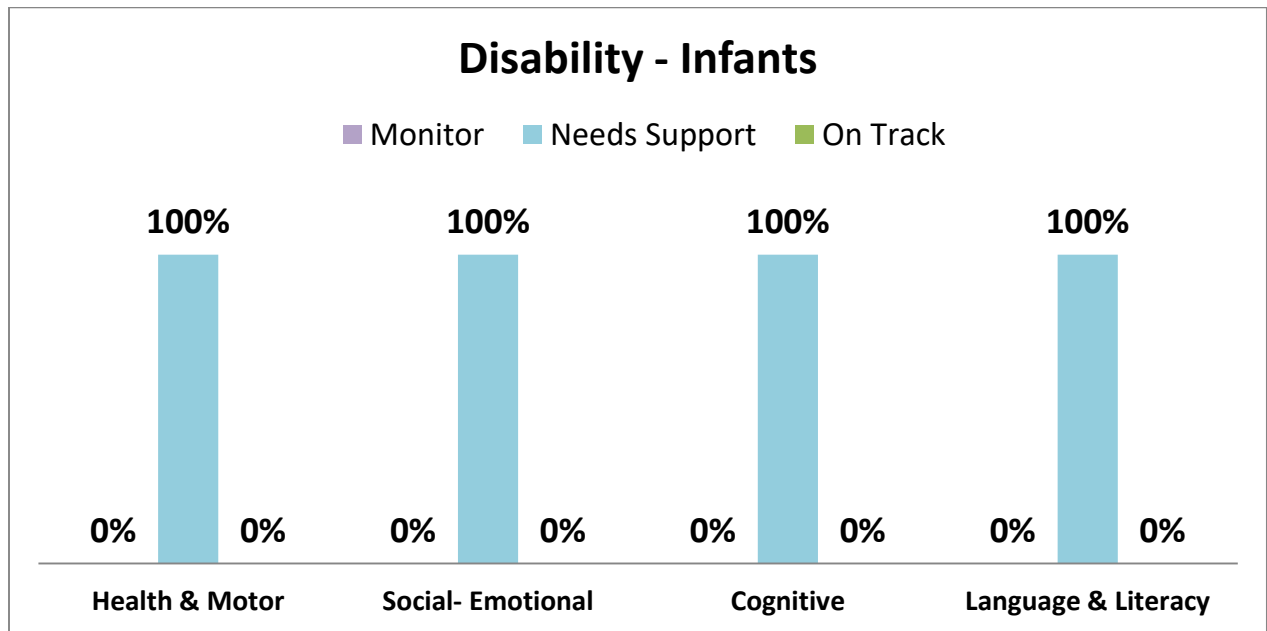 Disability - Infants
Monitor Needs Support On Track
100% 100% 100% 100%
0% 0% 0% 0% 0% 0% 0% 0%
Health & Motor Social- Emotional Cognitive Language & Literacy